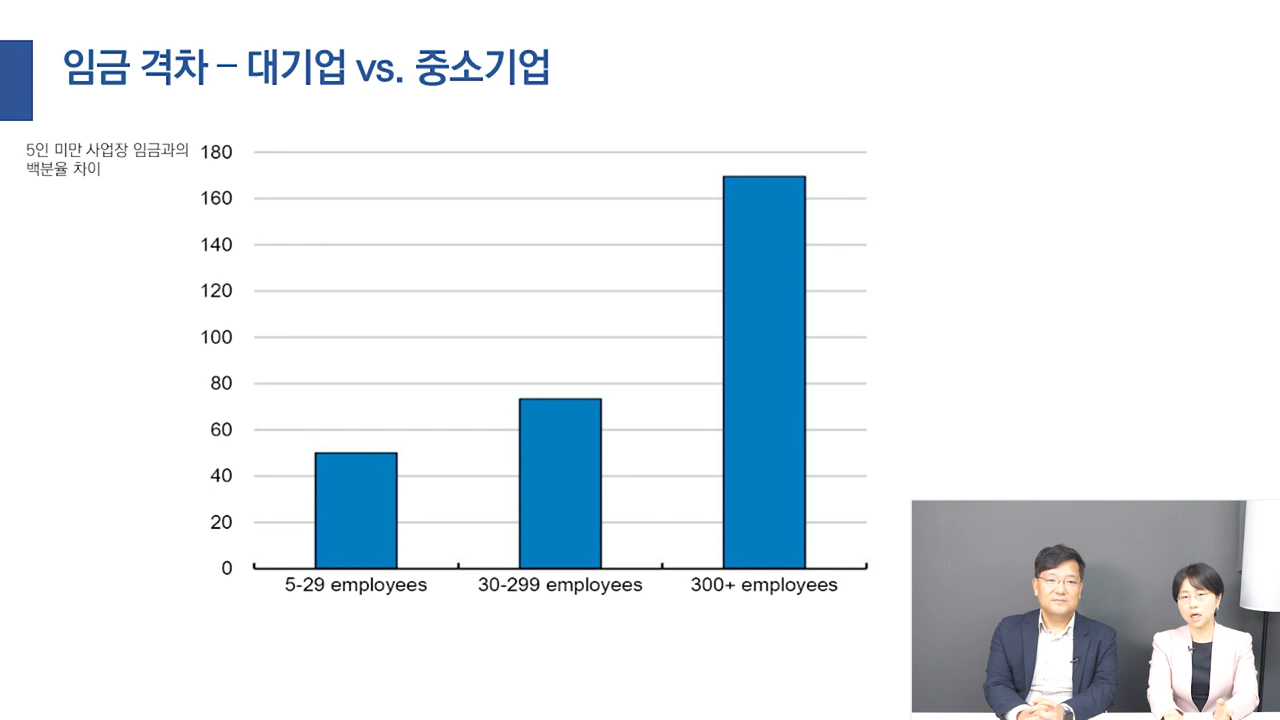 임금 격차 – 대기업 vs. 중소기업
5인 미만 사업장 임금과의
백분율 차이
180
160
140
120
100
80
60
40
20
0
5-29 employees
30-299 employees
300+ employees